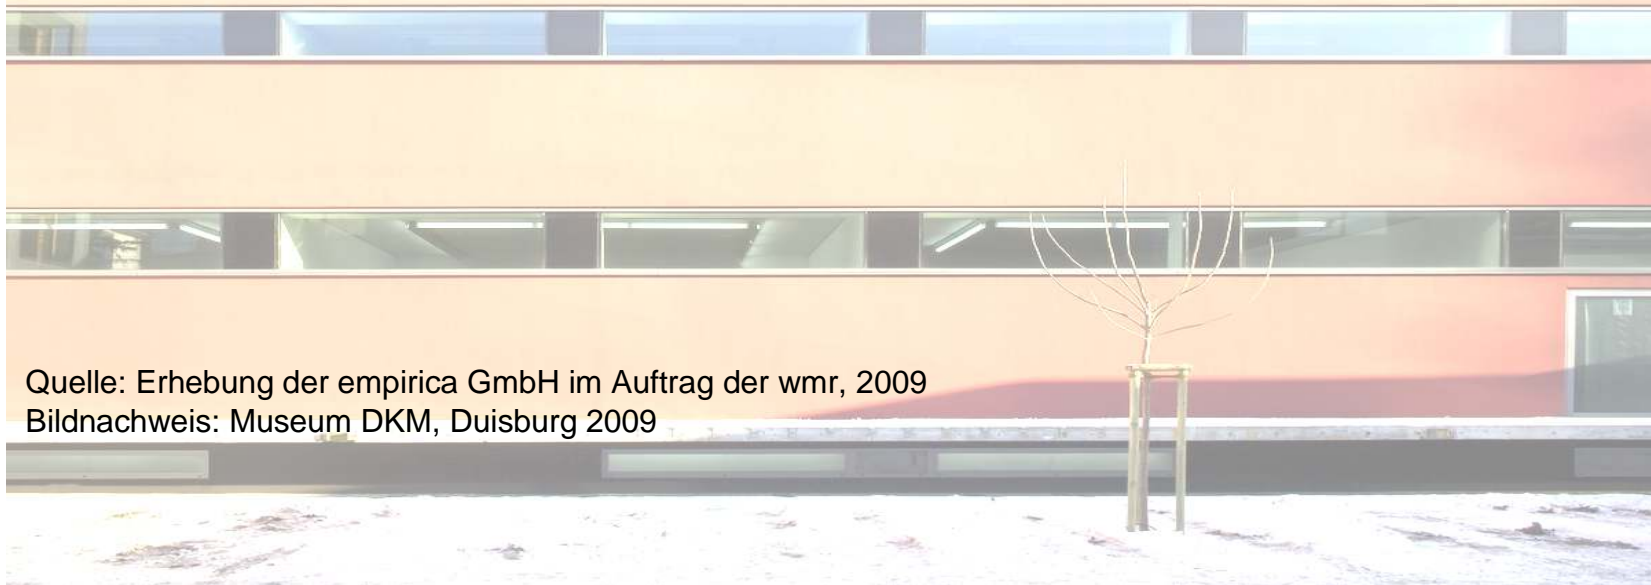 Quelle: Erhebung der empirica GmbH im Auftrag der wmr, 2009
Bildnachweis: Museum DKM, Duisburg 2009